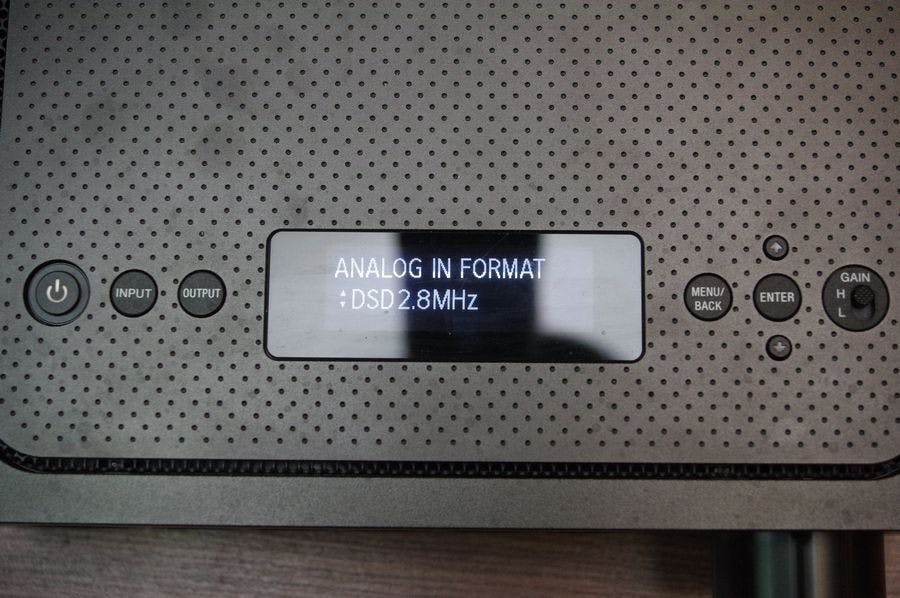 ANALOG IN FORMAT
DSD 2.8MHz
INPUT
OUTPUT
MENU/
BACK
ENTER
GAIN
H
L